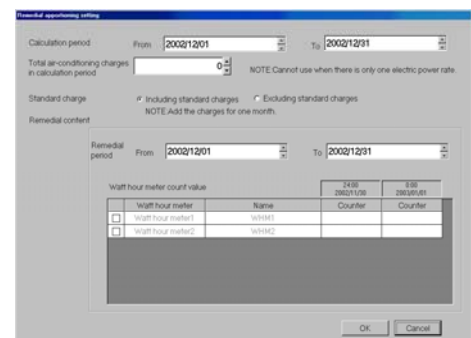 Remedial apportioning setting
Calculation period From 2002/12/01 To 2002/12/31
Total air-conditioning charges
in calculation period 0 NOTE:Cannot use when there is only one electric power rate.
Standard charge Including standard charges Excluding standard charges
NOTE:Add the charges for one month.
Remedial content
Remedial
period From 2002/12/01 To 2002/12/31
Watt hour meter count value 24:00 0:00
2002/11/30 2003/01/01
Watt hour meter Name Counter Counter
Watt hour meter1 WHM1
Watt hour meter2 WHM2
OK Cancel